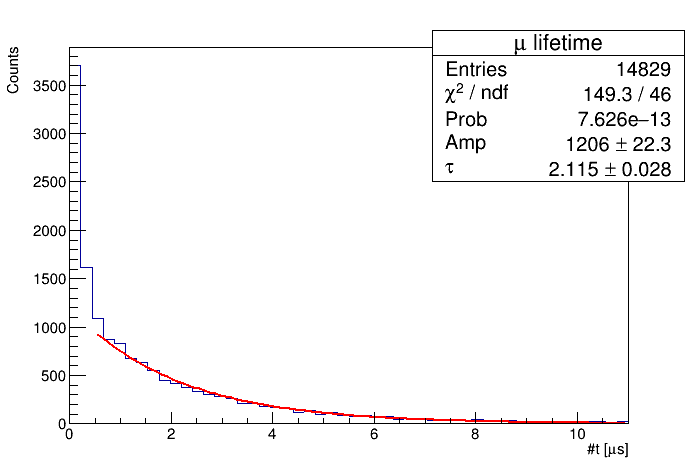 μ lifetime
Entries 14829
χ² / ndf 149.3 / 46
Prob 7.626e–13
Amp 1206 ± 22.3
τ 2.115 ± 0.028
Counts
3500
3000
2500
2000
1500
1000
500
0
0 2 4 6 8 10
#t [μs]